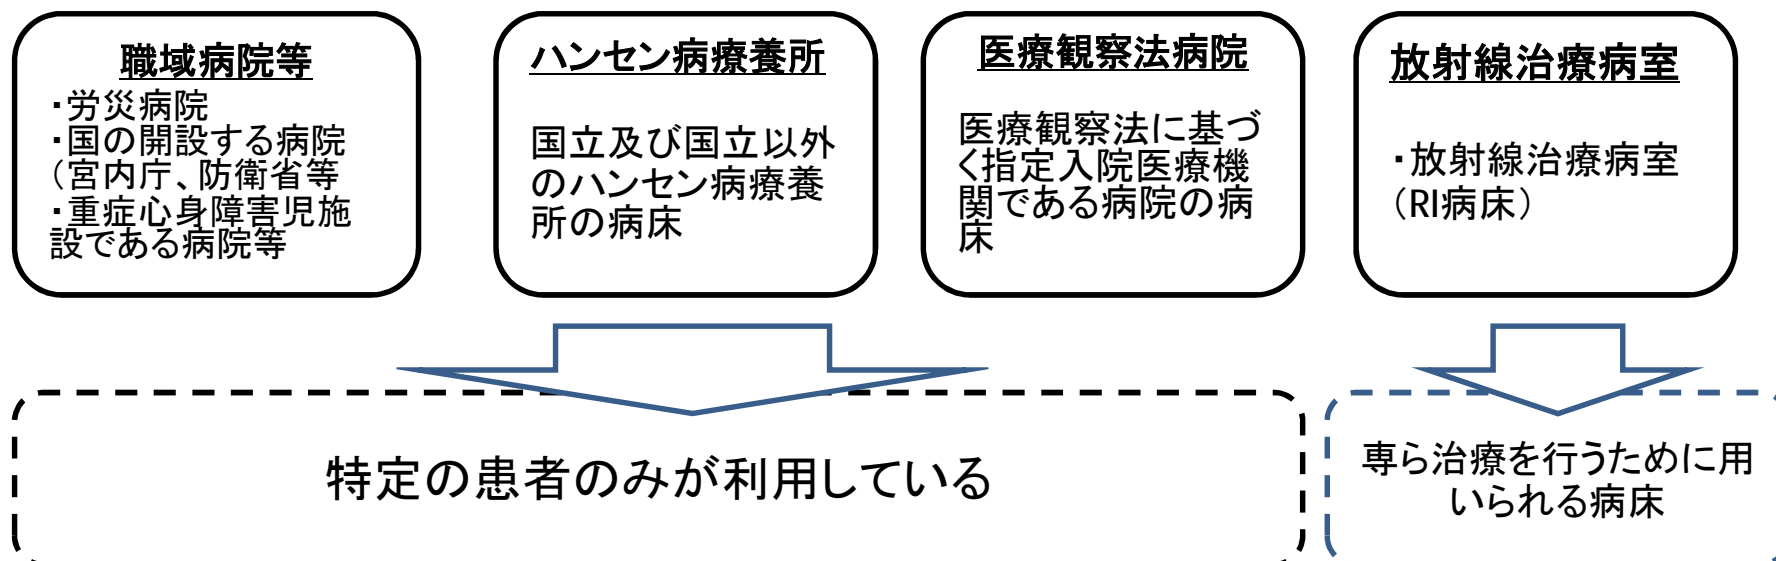 職域病院等
・労災病院
・国の開設する病院
（宮内庁、防衛省等
・重症心身障害児施
設である病院等
ハンセン病療養所
国立及び国立以外
のハンセン病療養
所の病床
医療観察法病院
医療観察法に基づ
く指定入院医療機
関である病院の病
床
放射線治療病室
・放射線治療病室
（RI病床）
特定の患者のみが利用している
専ら治療を行うために用
いられる病床